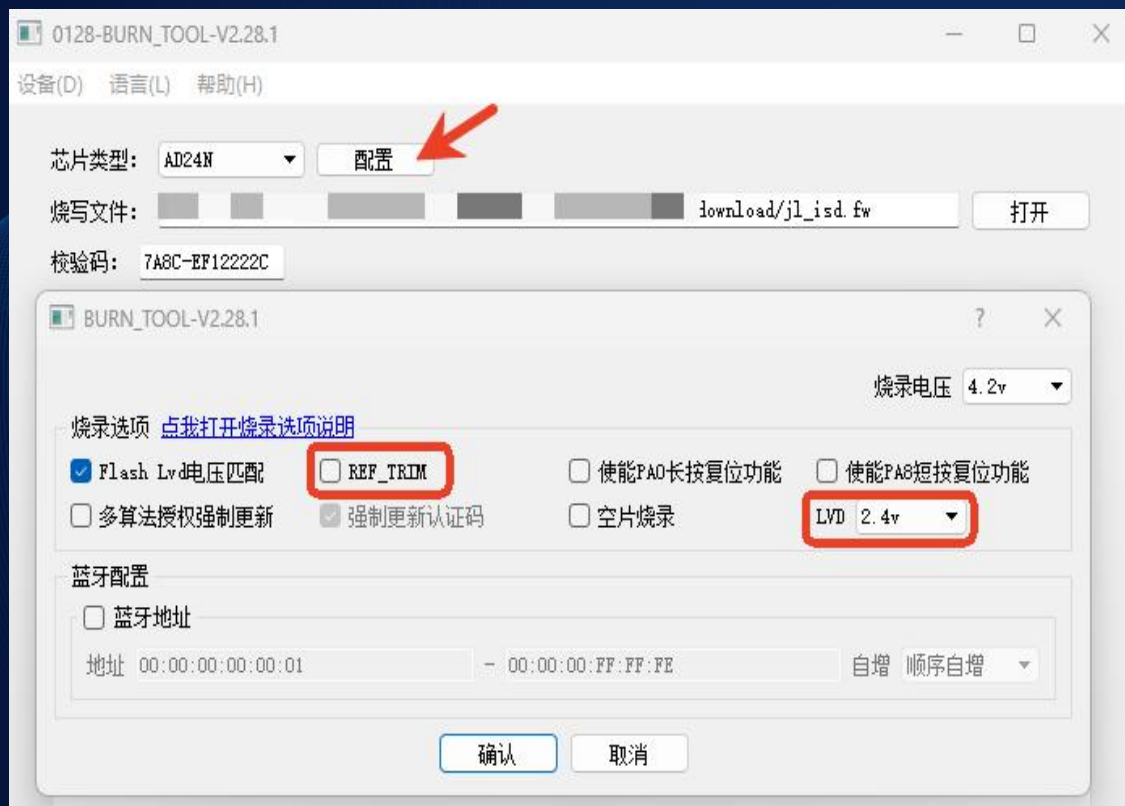 0128-BURN_TOOL-V2.28.1
设备(D) 语言(L) 帮助(H)
芯片类型: AD24N 配置
烧写文件: download/jl_isd.fw 打开
校验码: 7A8C-EF12222C
BURN_TOOL-V2.28.1 ?
烧录电压 4.2v
烧录选项 点我打开烧录选项说明
Flash Lvd电压匹配 REF_TRIM 使能PA0长按复位功能 使能PA8短按复位功能
多算法授权强制更新 强制更新认证码 空片烧录 LVD 2.4v
蓝牙配置
蓝牙地址
地址 00:00:00:00:00:01 - 00:00:00:FF:FF:FE 自增 顺序自增
确认 取消